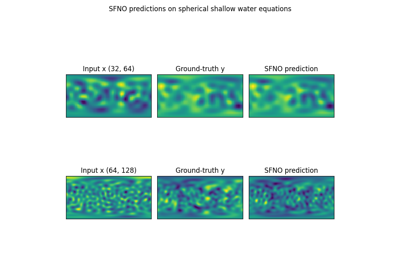 SFNO predictions on spherical shallow water equations
Input x (32, 64)
Ground-truth y
SFNO prediction
Input x (64, 128)
Ground-truth y
SFNO prediction